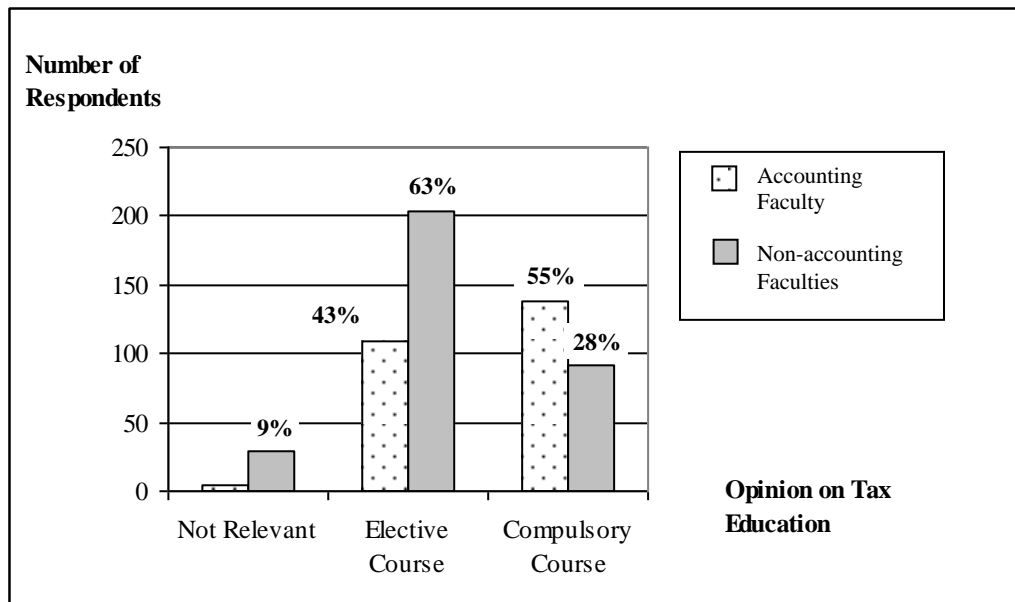 Number of
Respondents
250
200
150
100
50
0
63%
55%
43%
28%
9%
Not Relevant
Elective
Course
Compulsory
Course
Accounting
Faculty
Non-accounting
Faculties
Opinion on Tax
Education